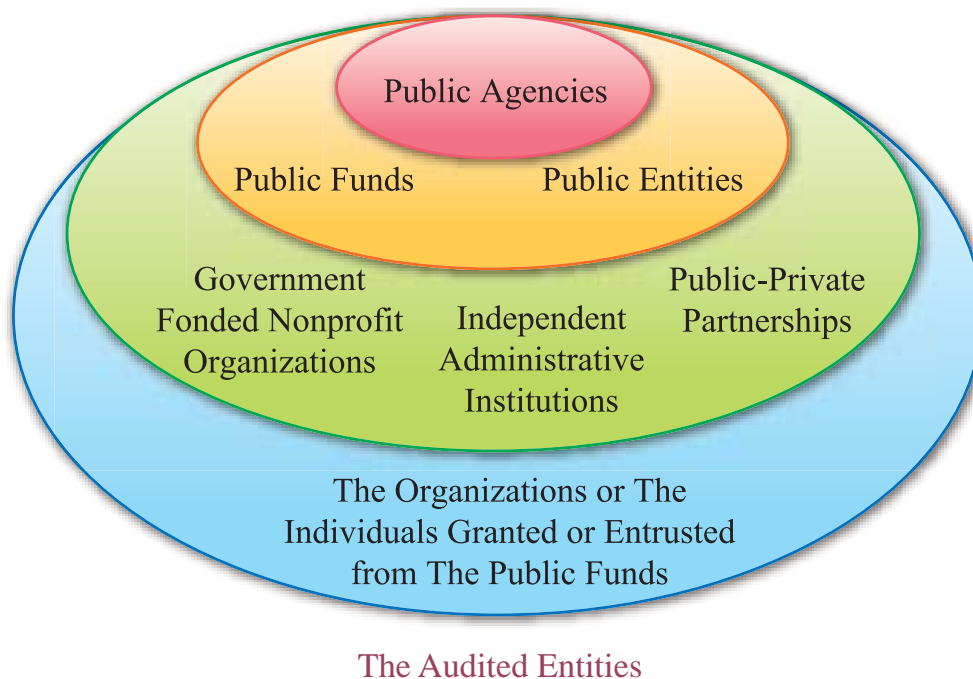 Public Agencies
Public Funds
Public Entities
Government
Fonded Nonprofit
Organizations
Independent
Administrative
Institutions
Public-Private
Partnerships
The Organizations or The
Individuals Granted or Entrusted
from The Public Funds
The Audited Entities